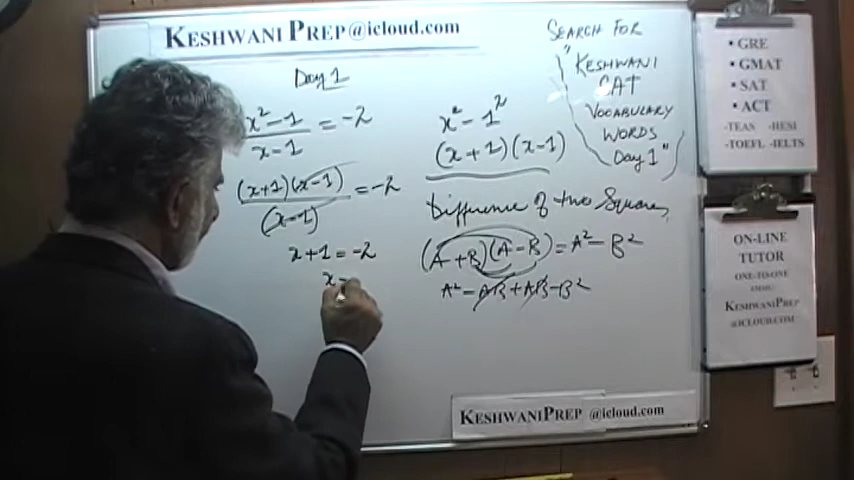 KESHWANI PREP@icloud.com
Day 1
x² - 1
x - 1
= -2
(x+1)(x-1)
(x-1)
= -2
x + 1 = -2
x =
x² - 1²
(x+1)(x-1)
Difference of two Squares
(A+B)(A-B) = A² - B²
A² - AB + AB - B²
SEARCH FOR
"KESHWANI
CAT
VOCABULARY
WORDS
Day 1"
• GRE
• GMAT
• SAT
• ACT
-TEAS -HESI
-TOEFL -IELTS
ON-LINE
TUTOR
ONE-TO-ONE
KESHWANIPREP
@ICLOUD.COM
KESHWANIPREP @icloud.com